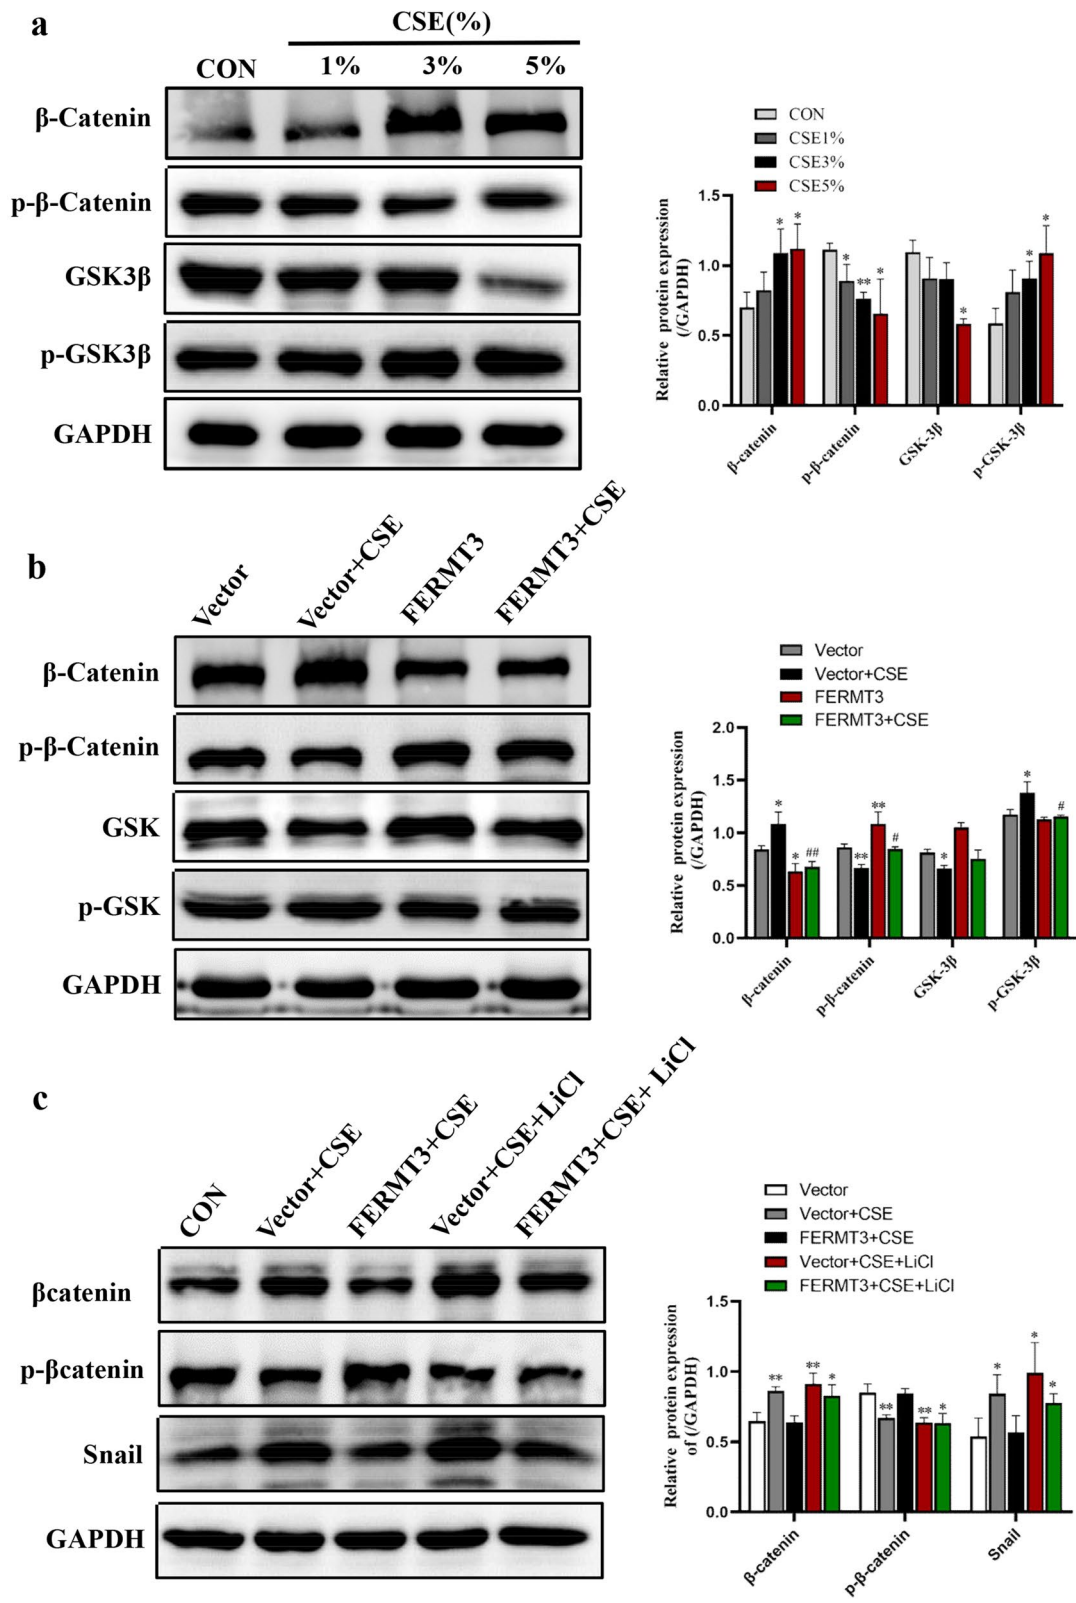 a
CSE(%)
CON 1% 3% 5%
β-Catenin
p-β-Catenin
GSK3β
p-GSK3β
GAPDH
CON
CSE1%
CSE3%
CSE5%
Relative protein expression
(/GAPDH)
1.5
1.0
0.5
0.0
* *
* ** *
*
* *
β-catenin
p-β-catenin
GSK-3β
p-GSK-3β
b
Vector
Vector+CSE
FERMT3
FERMT3+CSE
β-Catenin
p-β-Catenin
GSK
p-GSK
GAPDH
Vector
Vector+CSE
FERMT3
FERMT3+CSE
Relative protein expression
(/GAPDH)
2.0
1.5
1.0
0.5
0.0
* * ##
** ** #
*
* #
β-catenin
p-β-catenin
GSK-3β
p-GSK-3β
c
CON
Vector+CSE
FERMT3+CSE
Vector+CSE+LiCl
FERMT3+CSE+ LiCl
βcatenin
p-βcatenin
Snail
GAPDH
Vector
Vector+CSE
FERMT3+CSE
Vector+CSE+LiCl
FERMT3+CSE+LiCl
Relative protein expression
of (/GAPDH)
1.5
1.0
0.5
0.0
** ** *
** ** *
* * *
β-catenin
p-β-catenin
Snail